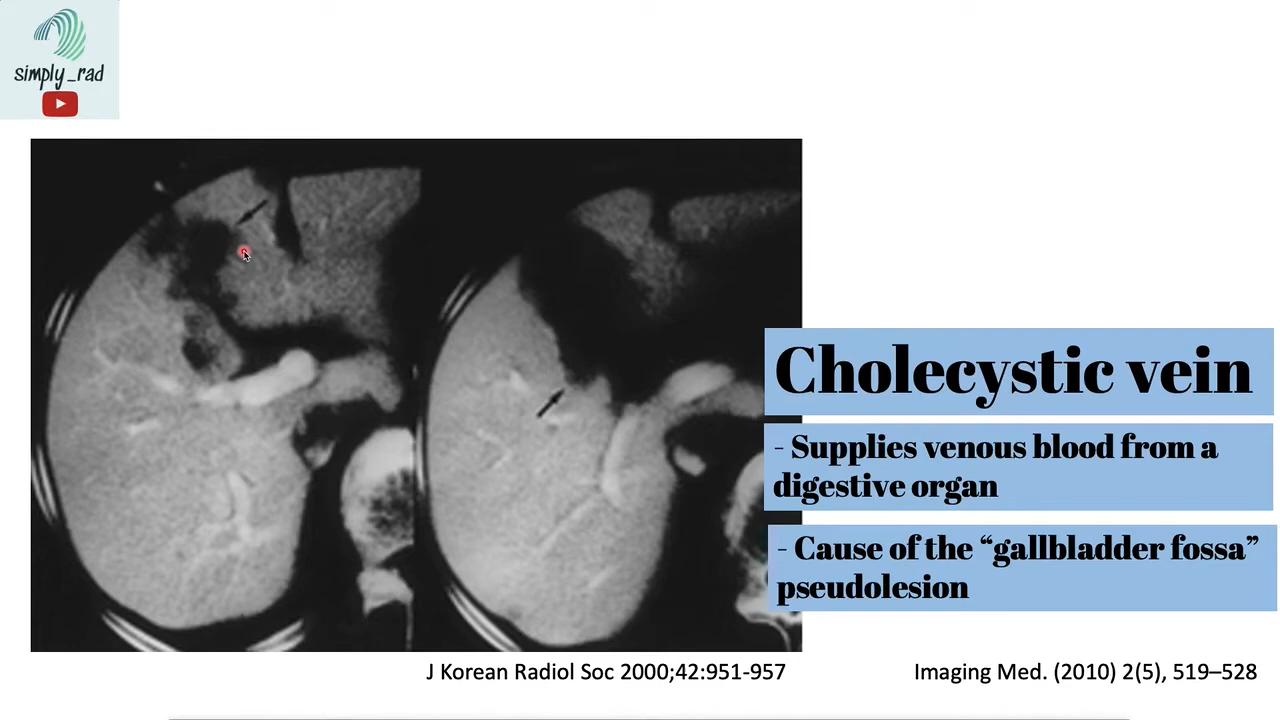 simply_rad
Cholecystic vein
- Supplies venous blood from a
digestive organ
- Cause of the “gallbladder fossa”
pseudolesion
J Korean Radiol Soc 2000;42:951-957
Imaging Med. (2010) 2(5), 519–528